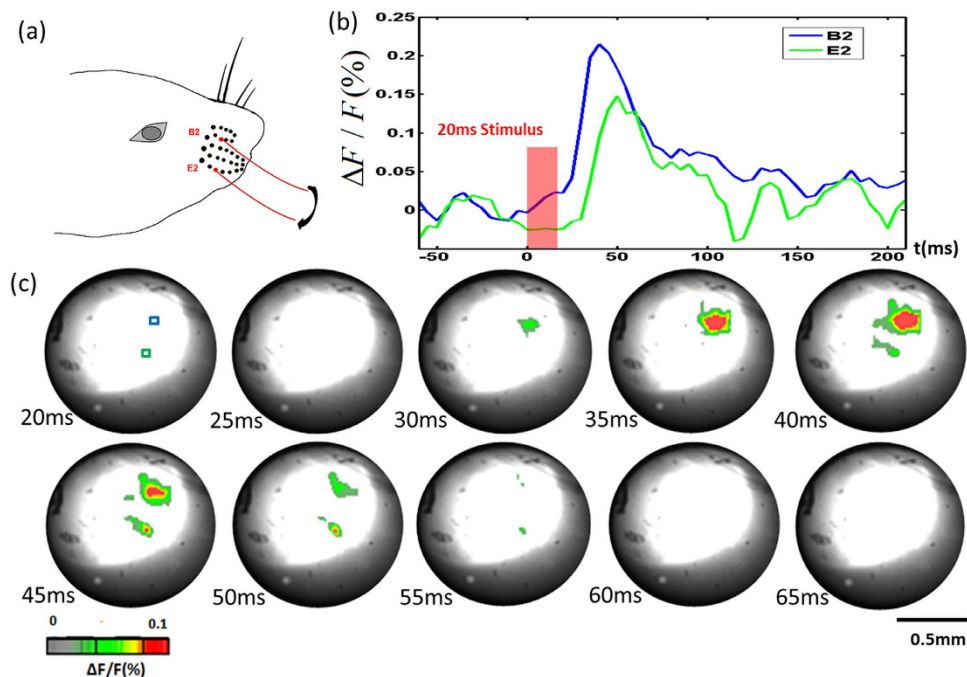 (a)
B2
E2
(b)
ΔF / F(%)
0.25
0.2
0.15
0.1
0.05
0
20ms Stimulus
B2
E2
-50 0 50 100 150 200
t(ms)
(c)
20ms 25ms 30ms 35ms 40ms
45ms 50ms 55ms 60ms 65ms
0 0.1
ΔF/F(%)
0.5mm